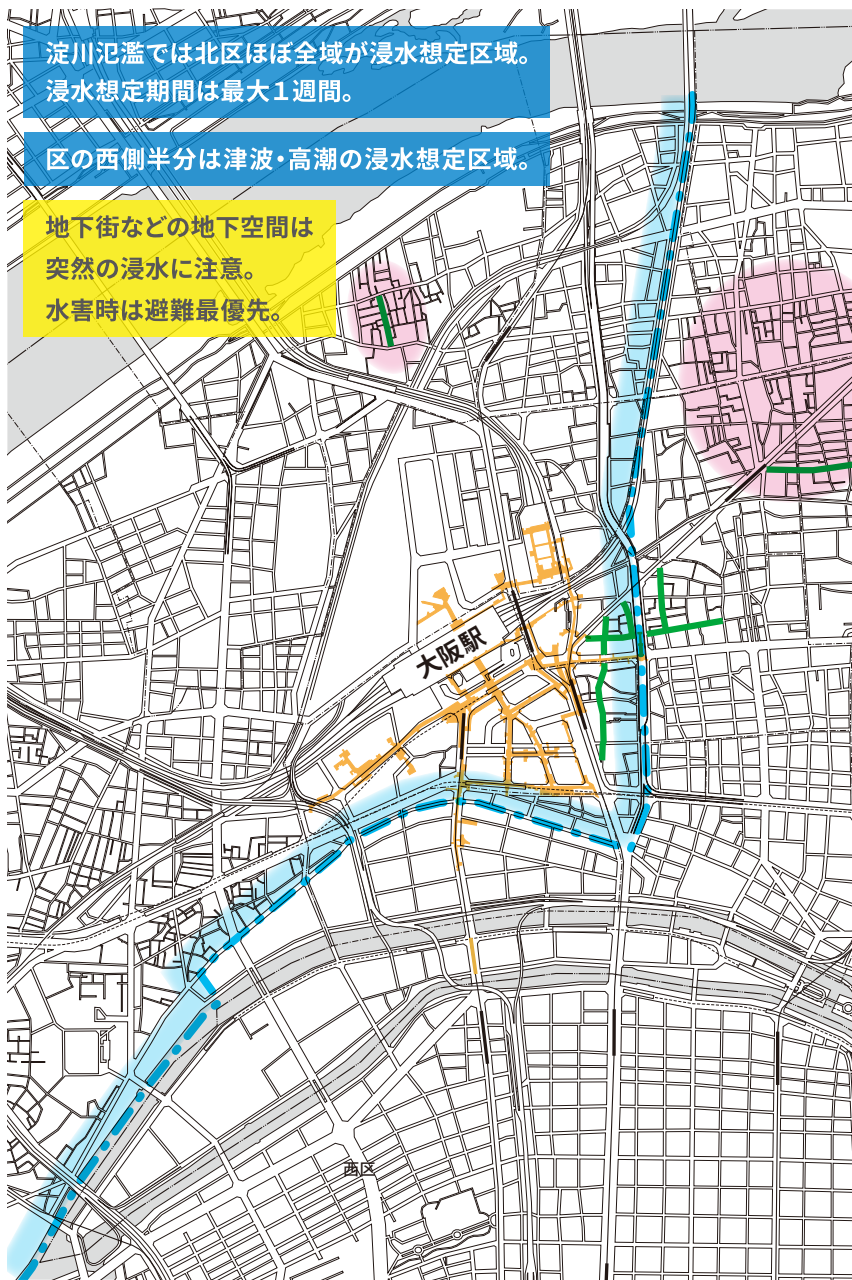 淀川氾濫では北区ほぼ全域が浸水想定区域。
浸水想定期間は最大１週間。
区の西側半分は津波・高潮の浸水想定区域。
地下街などの地下空間は
突然の浸水に注意。
水害時は避難最優先。
大阪駅
西区